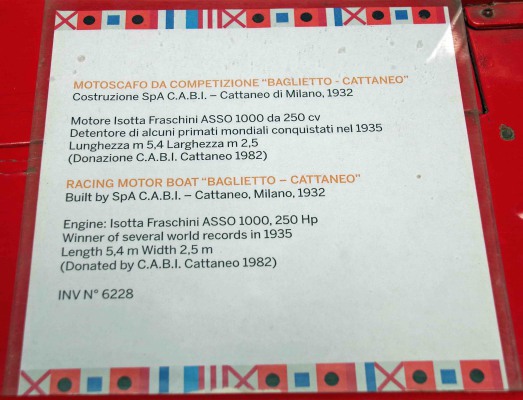 MOTOSCAFO DA COMPETIZIONE “BAGLIETTO - CATTANEO”
Costruzione SpA C.A.B.I. – Cattaneo di Milano, 1932
Motore Isotta Fraschini ASSO 1000 da 250 cv
Detentore di alcuni primati mondiali conquistati nel 1935
Lunghezza m 5,4 Larghezza m 2,5
(Donazione C.A.B.I. Cattaneo 1982)
RACING MOTOR BOAT “BAGLIETTO – CATTANEO”
Built by SpA C.A.B.I. – Cattaneo, Milano, 1932
Engine: Isotta Fraschini ASSO 1000, 250 Hp
Winner of several world records in 1935
Length 5,4 m Width 2,5 m
(Donated by C.A.B.I. Cattaneo 1982)
INV N° 6228